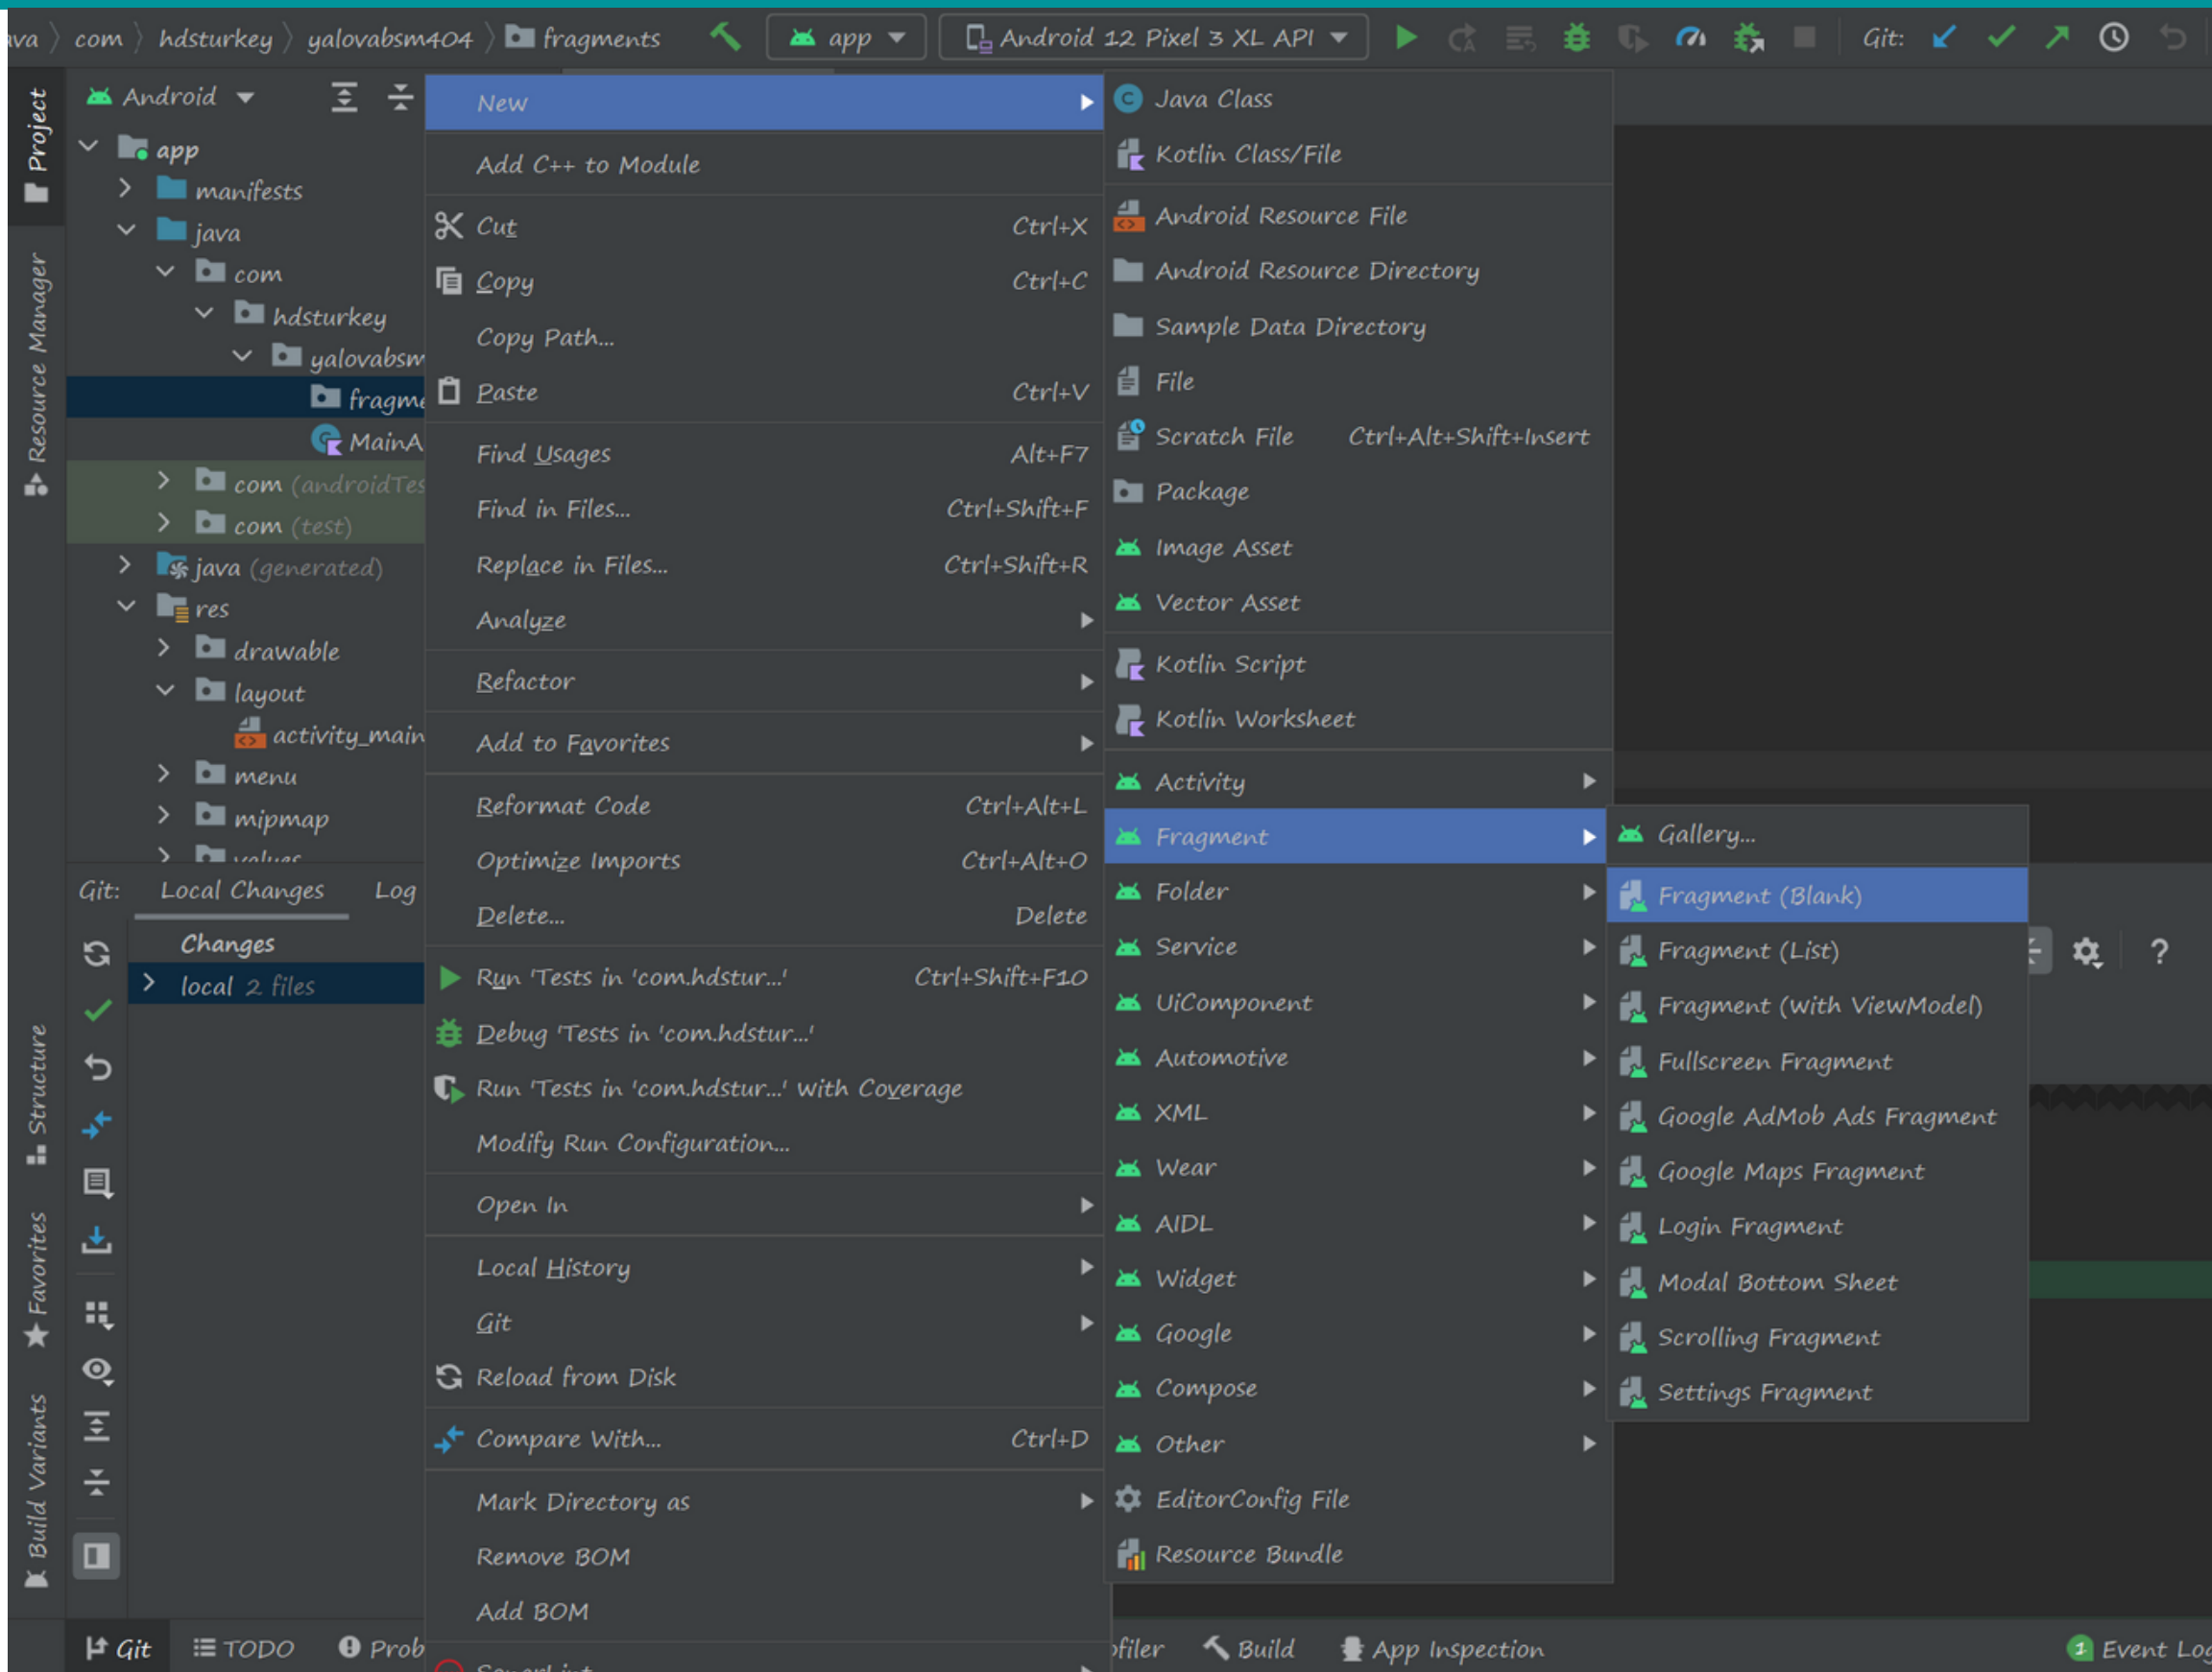 com hdsturkey yalovabsm404 fragments app Android 12 Pixel 3 XL API Git:
Project
Resource Manager
Structure
Favorites
Build Variants
Android
app
manifests
java
com
hdsturkey
com (test)
java (generated)
res
drawable
layout
activity_main
menu
mipmap
values
Git: Local Changes Log
Changes
local 2 files
New
Add C++ to Module
Cut Ctrl+X
Copy Ctrl+C
Copy Path...
Paste Ctrl+V
Find Usages Alt+F7
Find in Files... Ctrl+Shift+F
Replace in Files... Ctrl+Shift+R
Analyze
Refactor
Add to Favorites
Reformat Code Ctrl+Alt+L
Optimize Imports Ctrl+Alt+O
Delete... Delete
Run 'Tests in 'com.hdstur...' Ctrl+Shift+F10
Debug 'Tests in 'com.hdstur...'
Run 'Tests in 'com.hdstur...' with Coverage
Modify Run Configuration...
Open In
Local History
Git
Reload from Disk
Compare With... Ctrl+D
Mark Directory as
Remove BOM
Add BOM
SonarLint
Java Class
Kotlin Class/File
Android Resource File
Android Resource Directory
Sample Data Directory
File
Scratch File Ctrl+Alt+Shift+Insert
Package
Image Asset
Vector Asset
Kotlin Script
Kotlin Worksheet
Activity
Fragment
Folder
Service
UiComponent
Automotive
XML
Wear
AIDL
Widget
Google
Compose
Other
EditorConfig File
Resource Bundle
Gallery...
Fragment (Blank)
Fragment (List)
Fragment (with ViewModel)
Fullscreen Fragment
Google AdMob Ads Fragment
Google Maps Fragment
Login Fragment
Modal Bottom Sheet
Scrolling Fragment
Settings Fragment
Git TODO Build App Inspection 1 Event Log